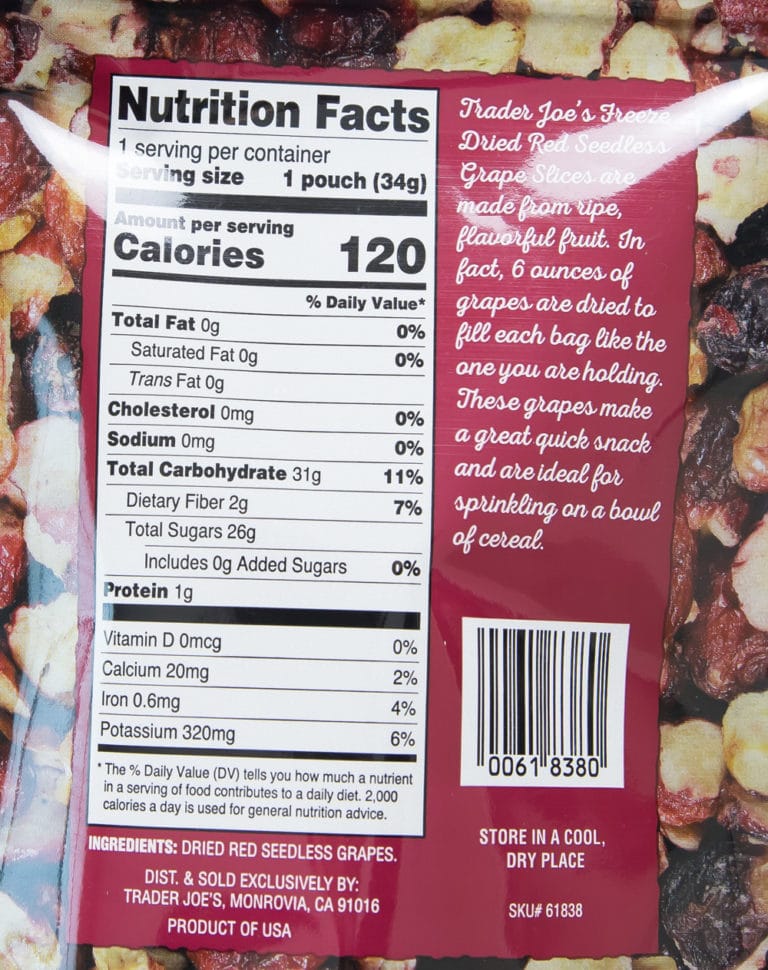 Nutrition Facts
1 serving per container
Serving size 1 pouch (34g)
Amount per serving
Calories 120
% Daily Value*
Total Fat 0g 0%
Saturated Fat 0g 0%
Trans Fat 0g
Cholesterol 0mg 0%
Sodium 0mg 0%
Total Carbohydrate 31g 11%
Dietary Fiber 2g 7%
Total Sugars 26g
Includes 0g Added Sugars 0%
Protein 1g
Vitamin D 0mcg 0%
Calcium 20mg 2%
Iron 0.6mg 4%
Potassium 320mg 6%
* The % Daily Value (DV) tells you how much a nutrient
in a serving of food contributes to a daily diet. 2,000
calories a day is used for general nutrition advice.
INGREDIENTS: DRIED RED SEEDLESS GRAPES.
DIST. & SOLD EXCLUSIVELY BY:
TRADER JOE'S, MONROVIA, CA 91016
PRODUCT OF USA
Trader Joe's Freeze
Dried Red Seedless
Grape Slices are
made from ripe,
flavorful fruit. In
fact, 6 ounces of
grapes are dried to
fill each bag like the
one you are holding.
These grapes make
a great quick snack
and are ideal for
sprinkling on a bowl
of cereal.
0061 8380
STORE IN A COOL,
DRY PLACE
SKU# 61838